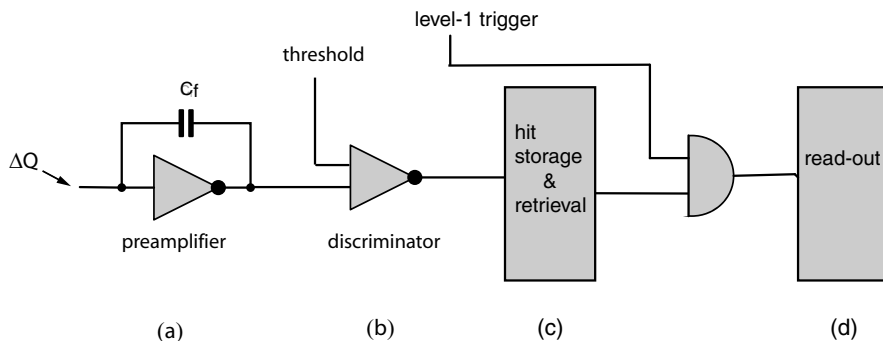 level-1 trigger
threshold
Cf
ΔQ
hit
storage
&
retrieval
read-out
preamplifier
discriminator
(a)
(b)
(c)
(d)